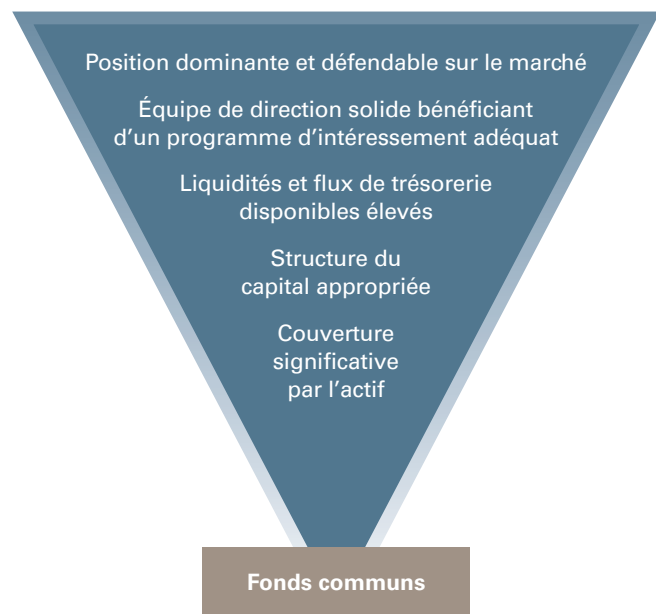 Position dominante et défendable sur le marché
Équipe de direction solide bénéficiant
d’un programme d’intéressement adéquat
Liquidités et flux de trésorerie
disponibles élevés
Structure du
capital appropriée
Couverture
significative
par l’actif
Fonds communs